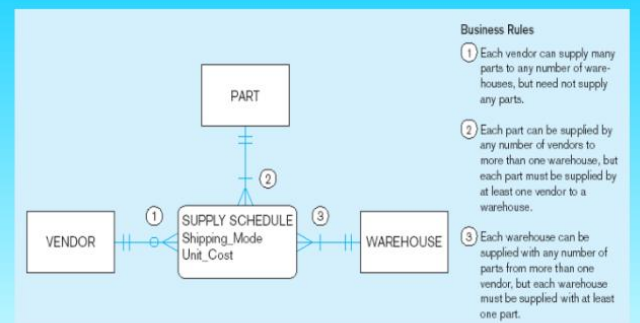 PART
2
1
SUPPLY SCHEDULE
Shipping_Mode
Unit_Cost
3
VENDOR
WAREHOUSE
Business Rules
1 Each vendor can supply many
parts to any number of ware-
houses, but need not supply
any parts.
2 Each part can be supplied by
any number of vendors to
more than one warehouse, but
each part must be supplied by
at least one vendor to a
warehouse.
3 Each warehouse can be
supplied with any number of
parts from more than one
vendor, but each warehouse
must be supplied with at least
one part.